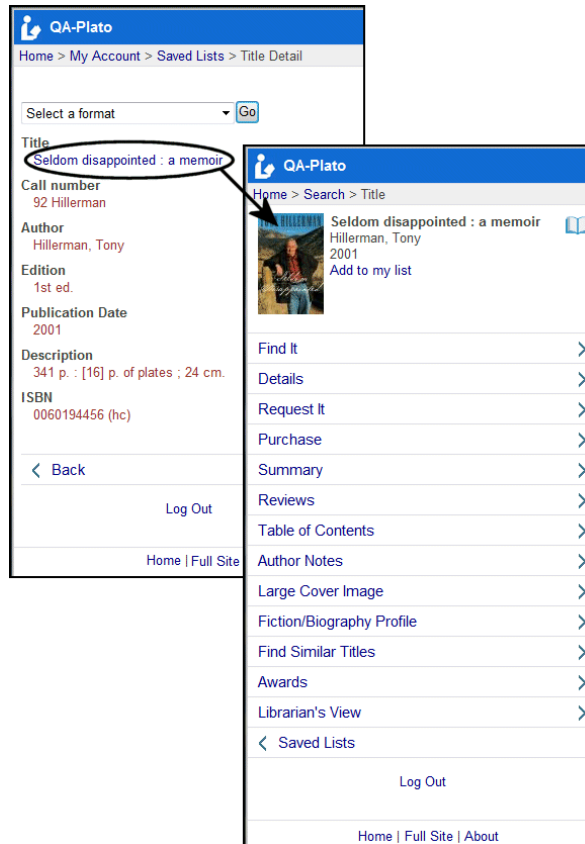 QA-Plato
Home > My Account > Saved Lists > Title Detail
Select a format
Go
Title
Seldom disappointed : a memoir
Call number
92 Hillerman
Author
Hillerman, Tony
Edition
1st ed.
Publication Date
2001
Description
341 p. : [16] p. of plates ; 24 cm.
ISBN
0060194456 (hc)
Back
Log Out
Home | Full Site
QA-Plato
Home > Search > Title
HILLERMAN
Seldom disappointed : a memoir
Hillerman, Tony
2001
Add to my list
Find It
Details
Request It
Purchase
Summary
Reviews
Table of Contents
Author Notes
Large Cover Image
Fiction/Biography Profile
Find Similar Titles
Awards
Librarian's View
Saved Lists
Log Out
Home | Full Site | About